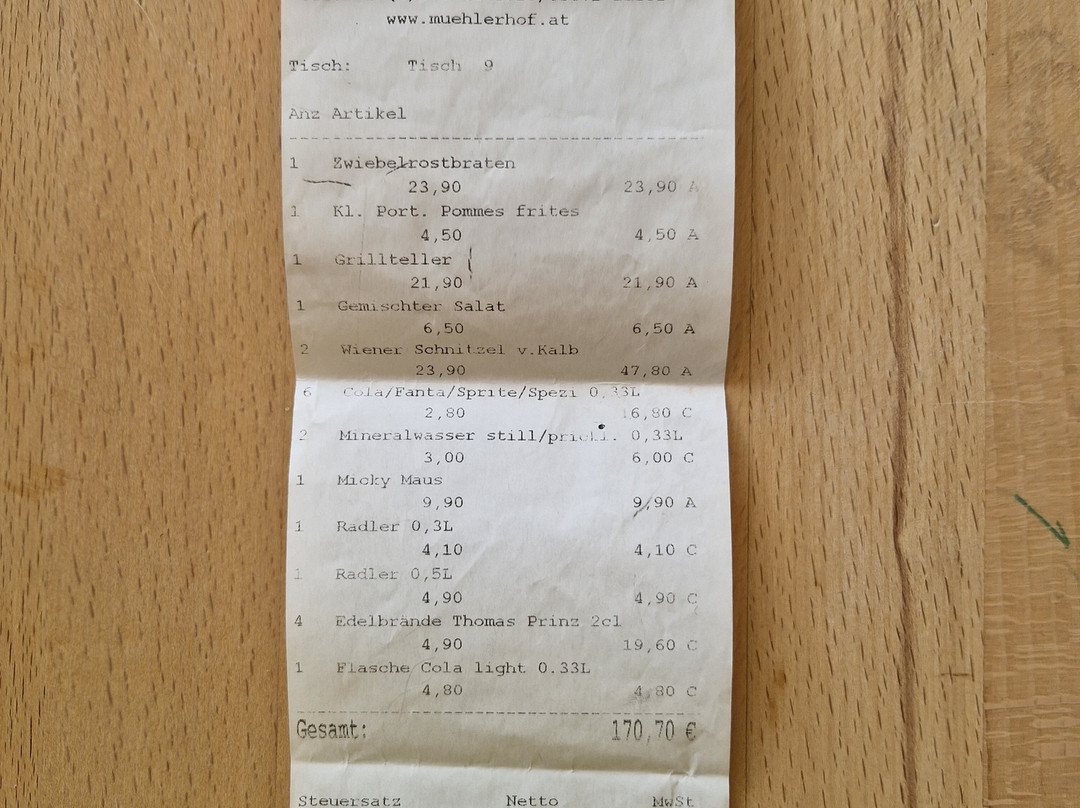 www.muehlerhof.at
Tisch: Tisch 9
Anz Artikel
1 Zwiebelrostbraten
23,90 23,90 A
1 Kl. Port. Pommes frites
4,50 4,50 A
1 Grillteller
21,90 21,90 A
1 Gemischter Salat
6,50 6,50 A
2 Wiener Schnitzel v.Kalb
23,90 47,80 A
6 Cola/Fanta/Sprite/Spezi 0,33L
2,80 16,80 C
2 Mineralwasser still/prickl. 0,33L
3,00 6,00 C
1 Micky Maus
9,90 9,90 A
1 Radler 0,3L
4,10 4,10 C
1 Radler 0,5L
4,90 4,90 C
4 Edelbrände Thomas Prinz 2cl
4,90 19,60 C
1 Flasche Cola light 0.33L
4,80 4,80 C
Gesamt: 170,70 €
Steuersatz Netto MwSt